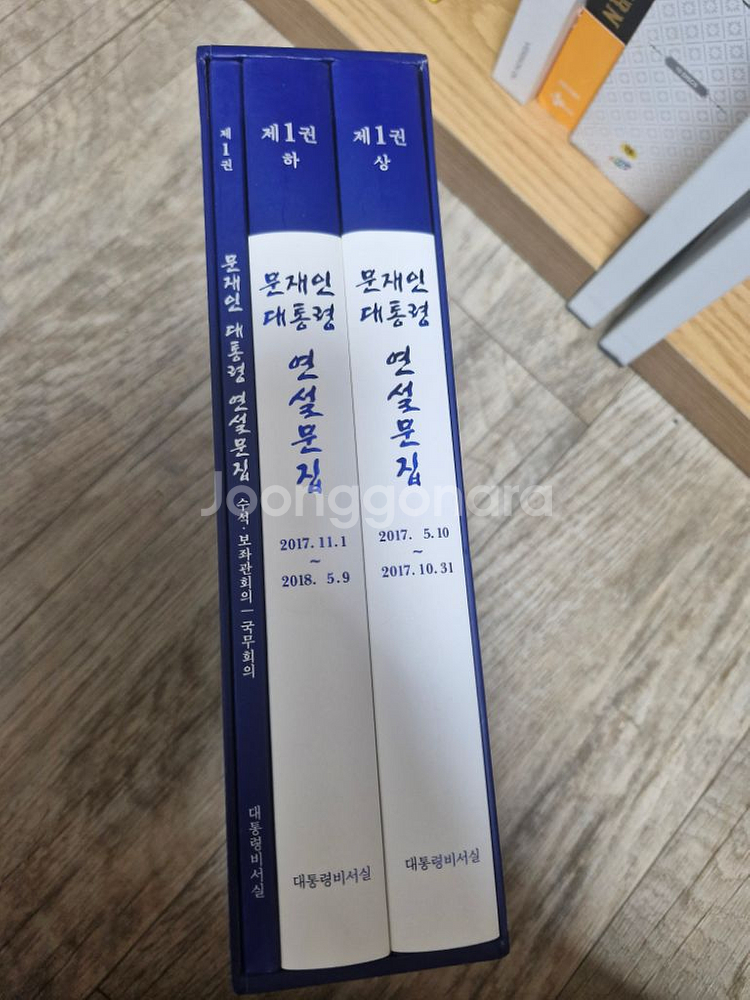 제
1
권
문재인 대통령 연설문집 수석·보좌관회의 | 국무회의
대통령비서실
제1권
하
문재인
대통령
연설문집
2017.11.1
~
2018. 5.9
대통령비서실
제1권
상
문재인
대통령
연설문집
2017. 5.10
~
2017.10.31
대통령비서실
Joonggonara